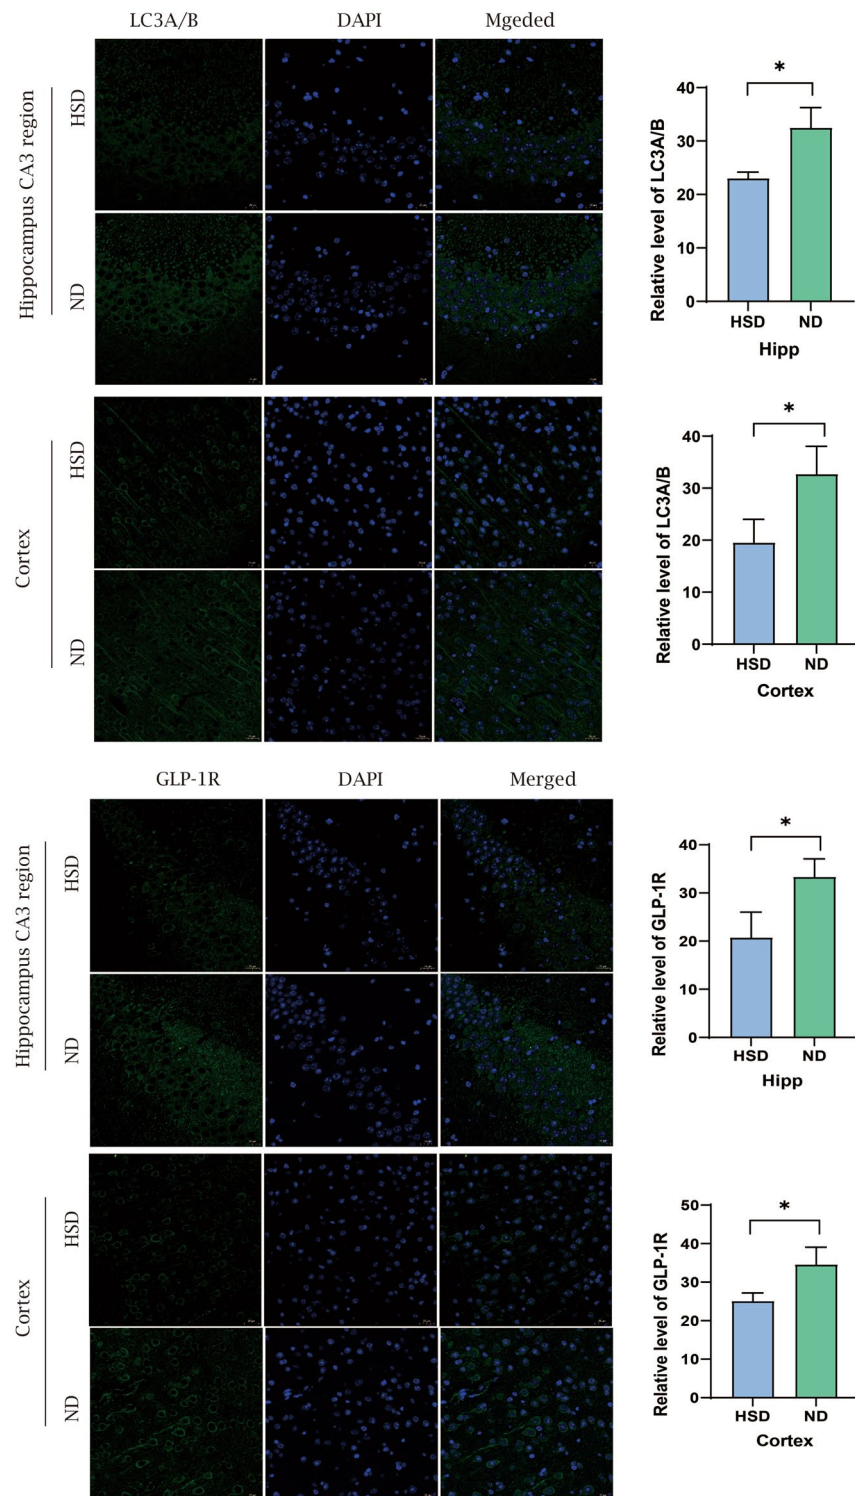 LC3A/B DAPI Mgeded
Hippocampus CA3 region
HSD
ND
Cortex
HSD
ND
*
40
30
20
10
0
Relative level of LC3A/B
HSD ND
Hipp
*
40
30
20
10
0
Relative level of LC3A/B
HSD ND
Cortex
GLP-1R DAPI Merged
Hippocampus CA3 region
HSD
ND
Cortex
HSD
ND
*
40
30
20
10
0
Relative level of GLP-1R
HSD ND
Hipp
*
50
40
30
20
10
0
Relative level of GLP-1R
HSD ND
Cortex